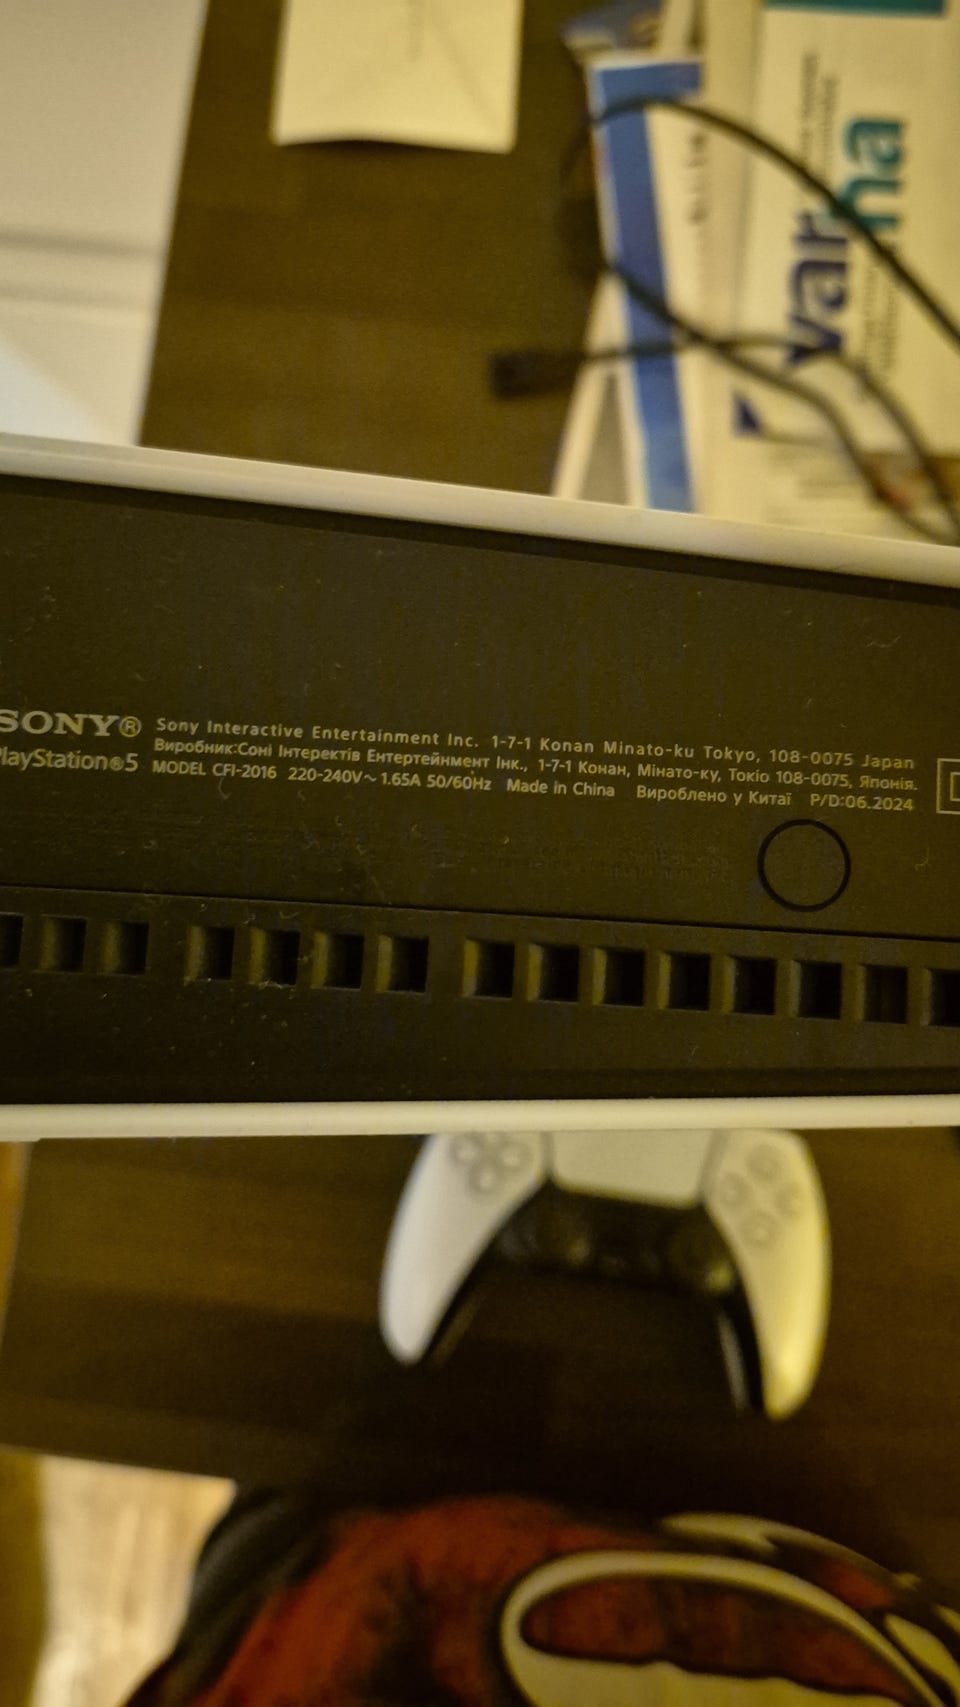 varma
SONY®
PlayStation®5
Sony Interactive Entertainment Inc. 1-7-1 Konan Minato-ku Tokyo, 108-0075 Japan
Виробник:Соні Інтеректів Ентертейнмент Інк., 1-7-1 Конан, Мінато-ку, Токіо 108-0075, Японія.
MODEL CFI-2016 220-240V~ 1.65A 50/60Hz Made in China Вироблено у Китаї P/D:06.2024